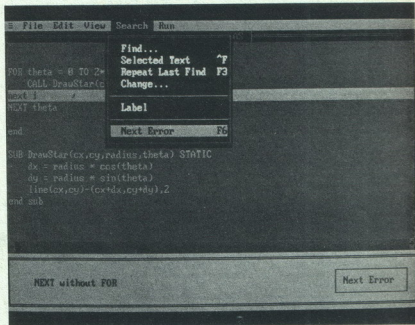 ≡ File Edit View Search Run
Find...
Selected Text ^F
Repeat Last Find F3
Change...
Label
Next Error F6
FOR theta = 0 TO 2*
CALL DrawStar(c
next i
NEXT theta
end
SUB DrawStar(cx,cy,radius,theta) STATIC
dx = radius * cos(theta)
dy = radius * sin(theta)
line(cx,cy)-(cx+dx,cy+dy),2
end sub
NEXT without FOR
Next Error